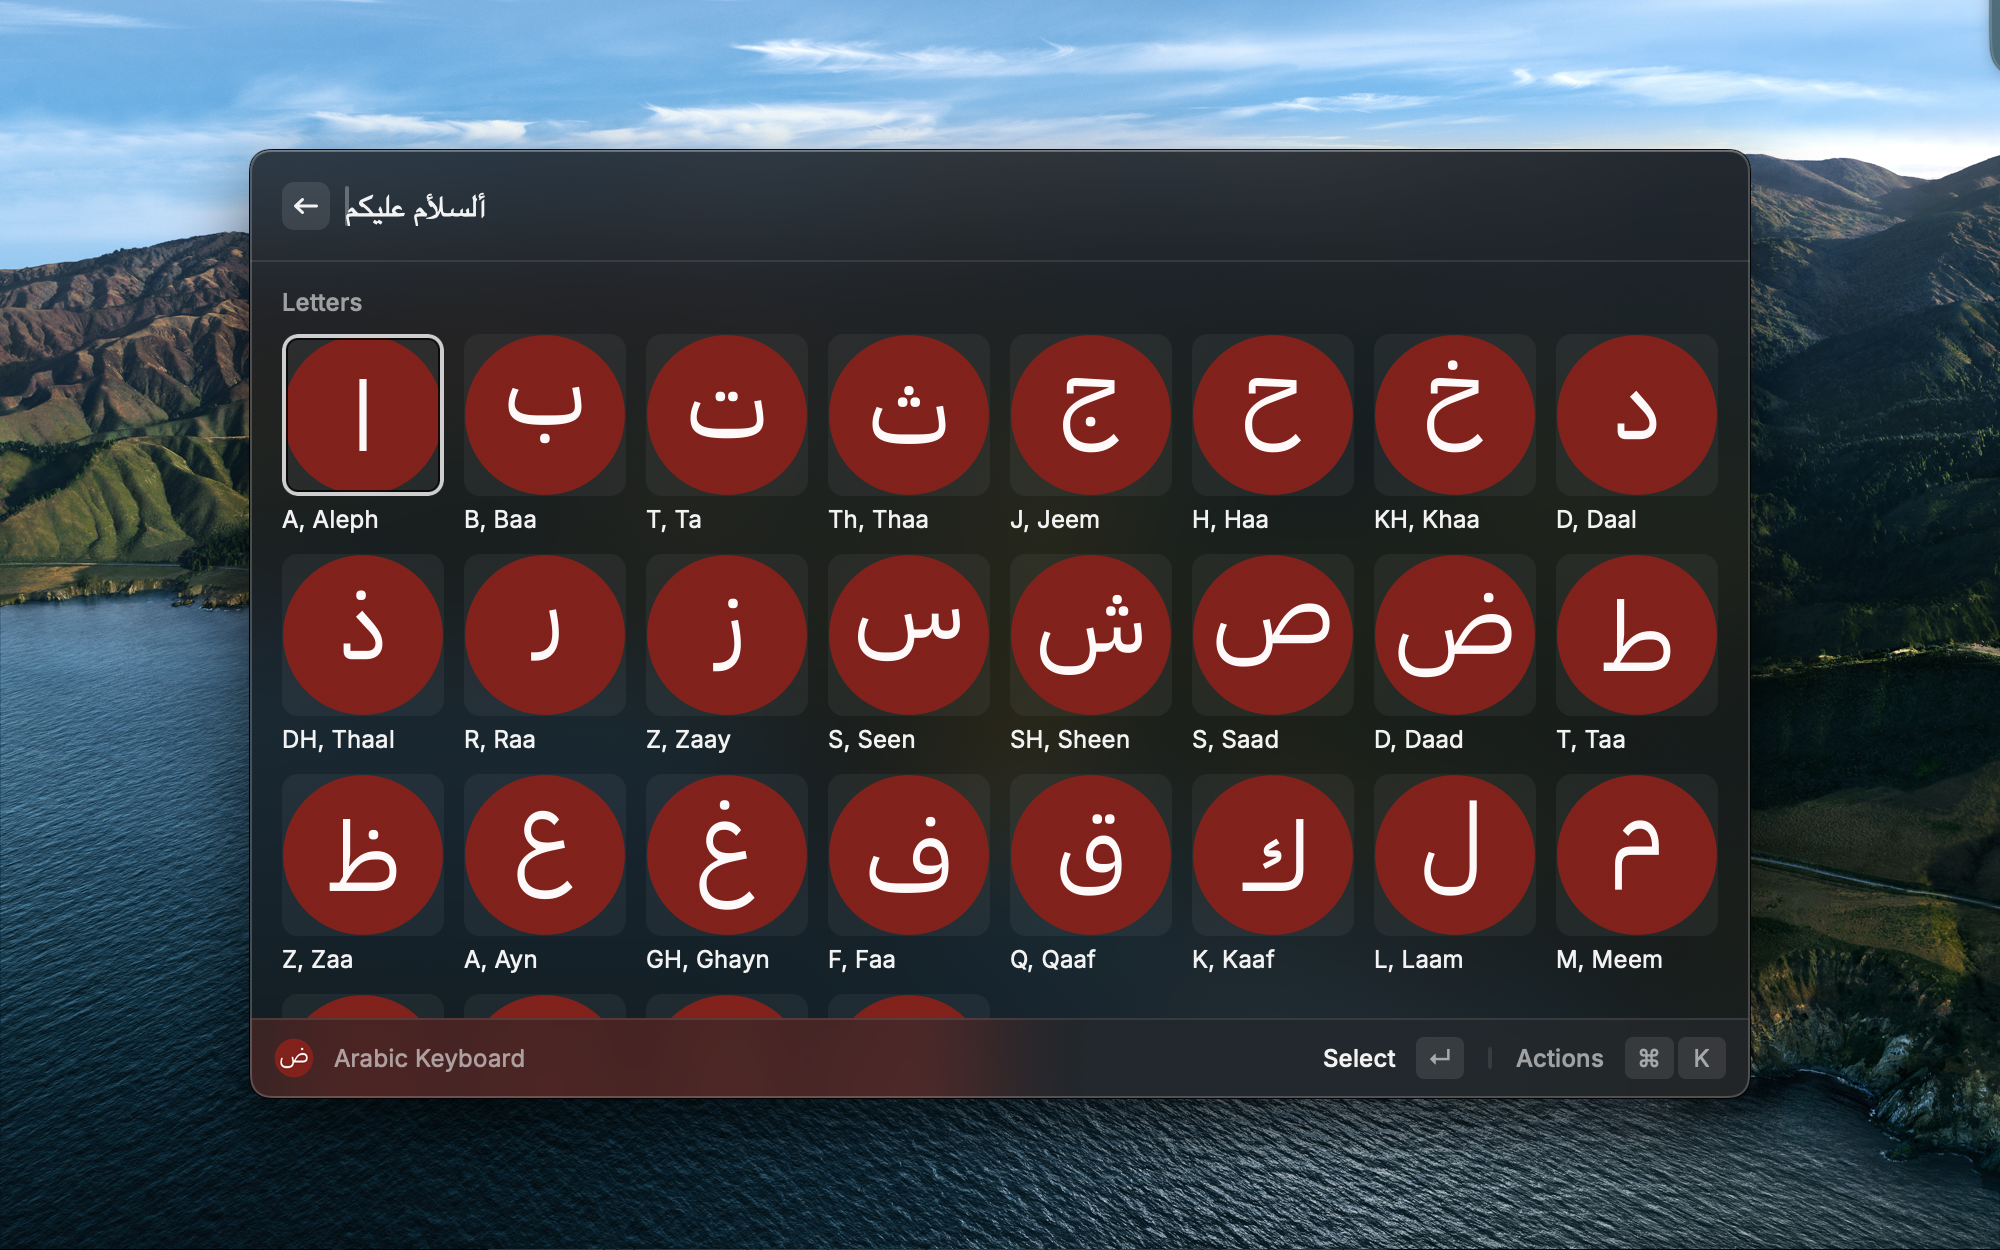 ألسلأم عليكم
Letters
ا ب ت ث ج ح خ د
A, Aleph B, Baa T, Ta Th, Thaa J, Jeem H, Haa KH, Khaa D, Daal
ذ ر ز س ش ص ض ط
DH, Thaal R, Raa Z, Zaay S, Seen SH, Sheen S, Saad D, Daad T, Taa
ظ ع غ ف ق ك ل م
Z, Zaa A, Ayn GH, Ghayn F, Faa Q, Qaaf K, Kaaf L, Laam M, Meem
ض Arabic Keyboard Select ↵ Actions ⌘ K